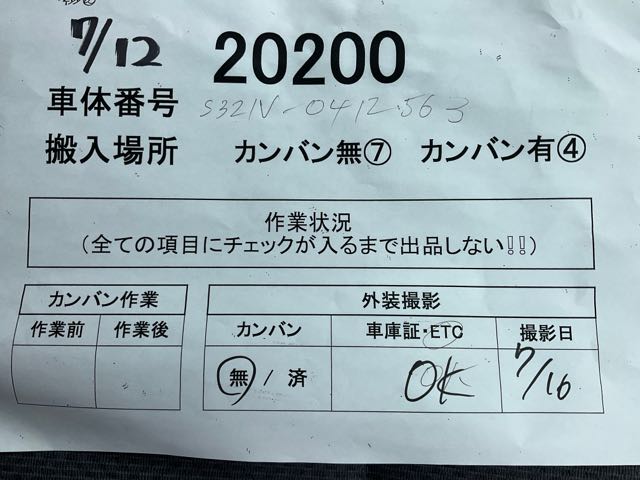 7/12 20200
車体番号 S321V-0412563
搬入場所 カンバン無⑦ カンバン有④
作業状況
(全ての項目にチェックが入るまで出品しない!!)
カンバン作業 外装撮影
作業前 作業後 カンバン 車庫証・ETC 撮影日
無 / 済 OK 7/16